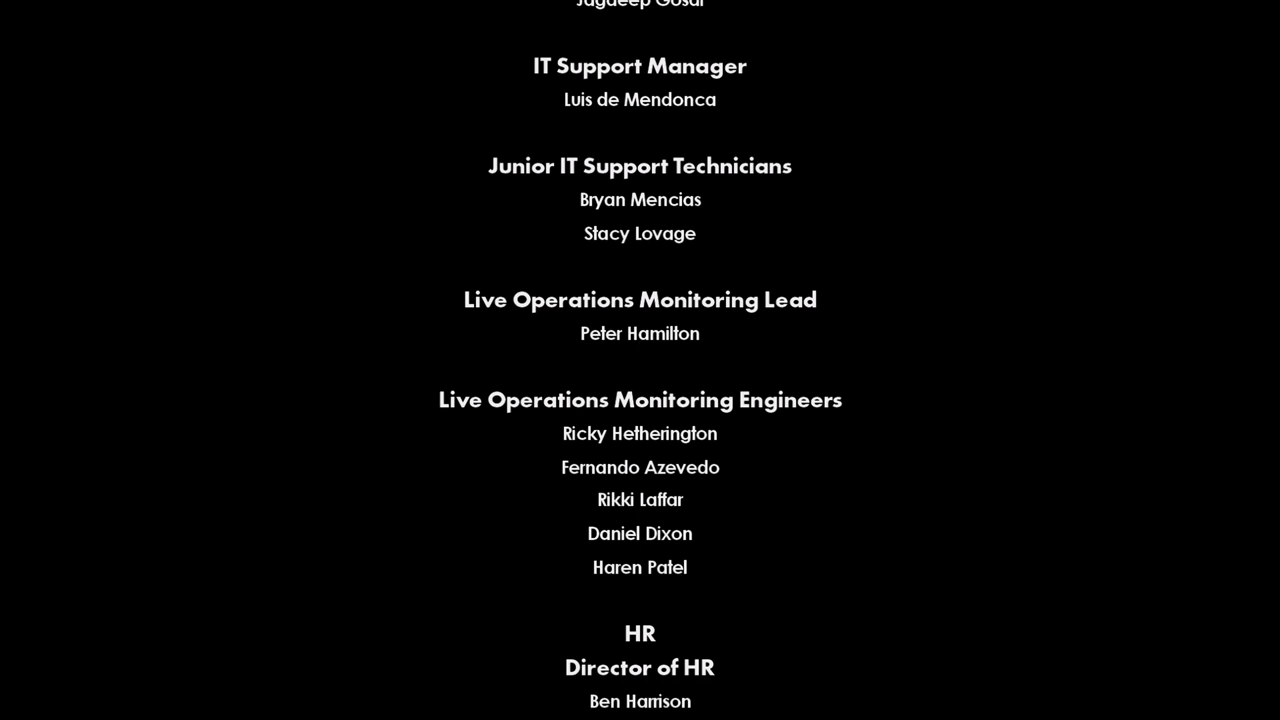 Jagdeep Gosal
IT Support Manager
Luis de Mendonca
Junior IT Support Technicians
Bryan Mencias
Stacy Lovage
Live Operations Monitoring Lead
Peter Hamilton
Live Operations Monitoring Engineers
Ricky Hetherington
Fernando Azevedo
Rikki Laffar
Daniel Dixon
Haren Patel
HR
Director of HR
Ben Harrison